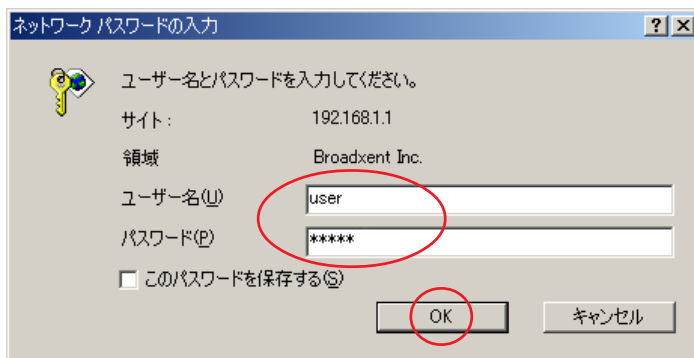 ネットワーク パスワードの入力
ユーザー名とパスワードを入力してください。
サイト: 192.168.1.1
領域 Broadxent Inc.
ユーザー名(U) user
パスワード(P) *****
このパスワードを保存する(S)
OK キャンセル